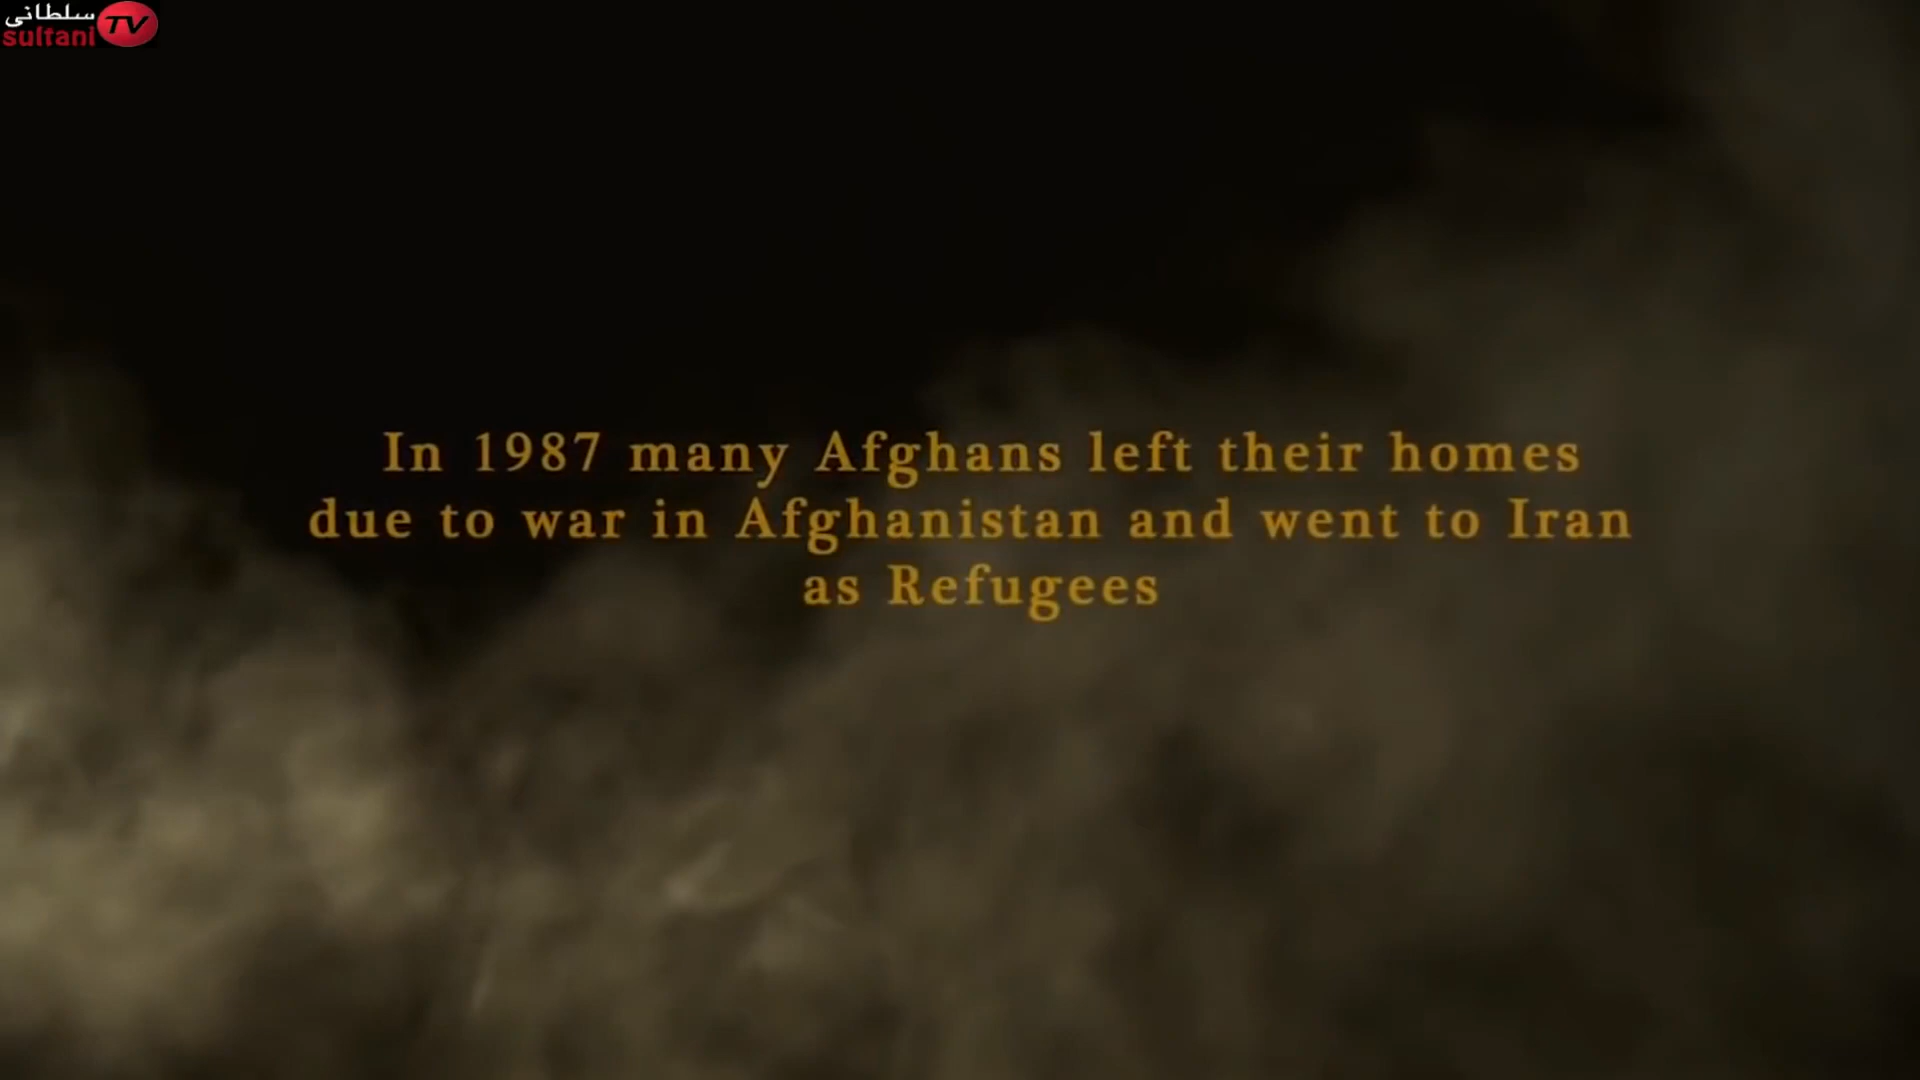 سلطانی
sultani TV
In 1987 many Afghans left their homes
due to war in Afghanistan and went to Iran
as Refugees